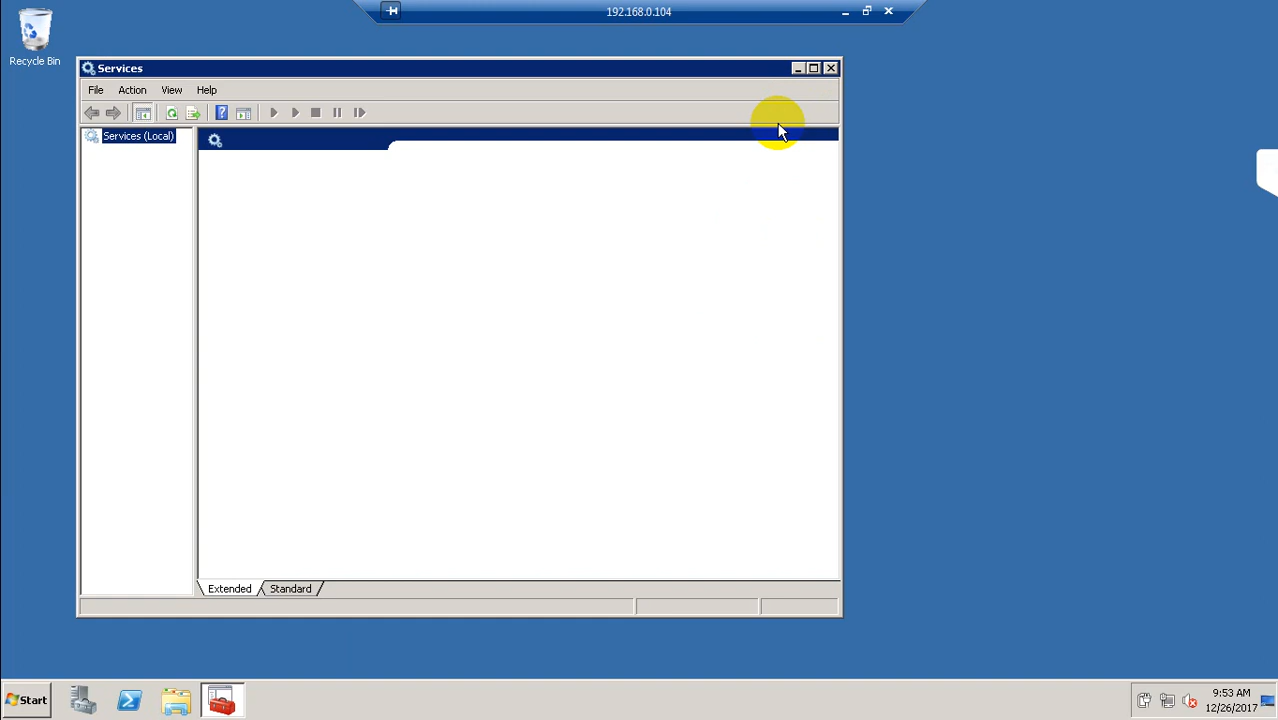 192.168.0.104
Recycle Bin
Services
File Action View Help
Services (Local)
Extended Standard
Start
9:53 AM
12/26/2017